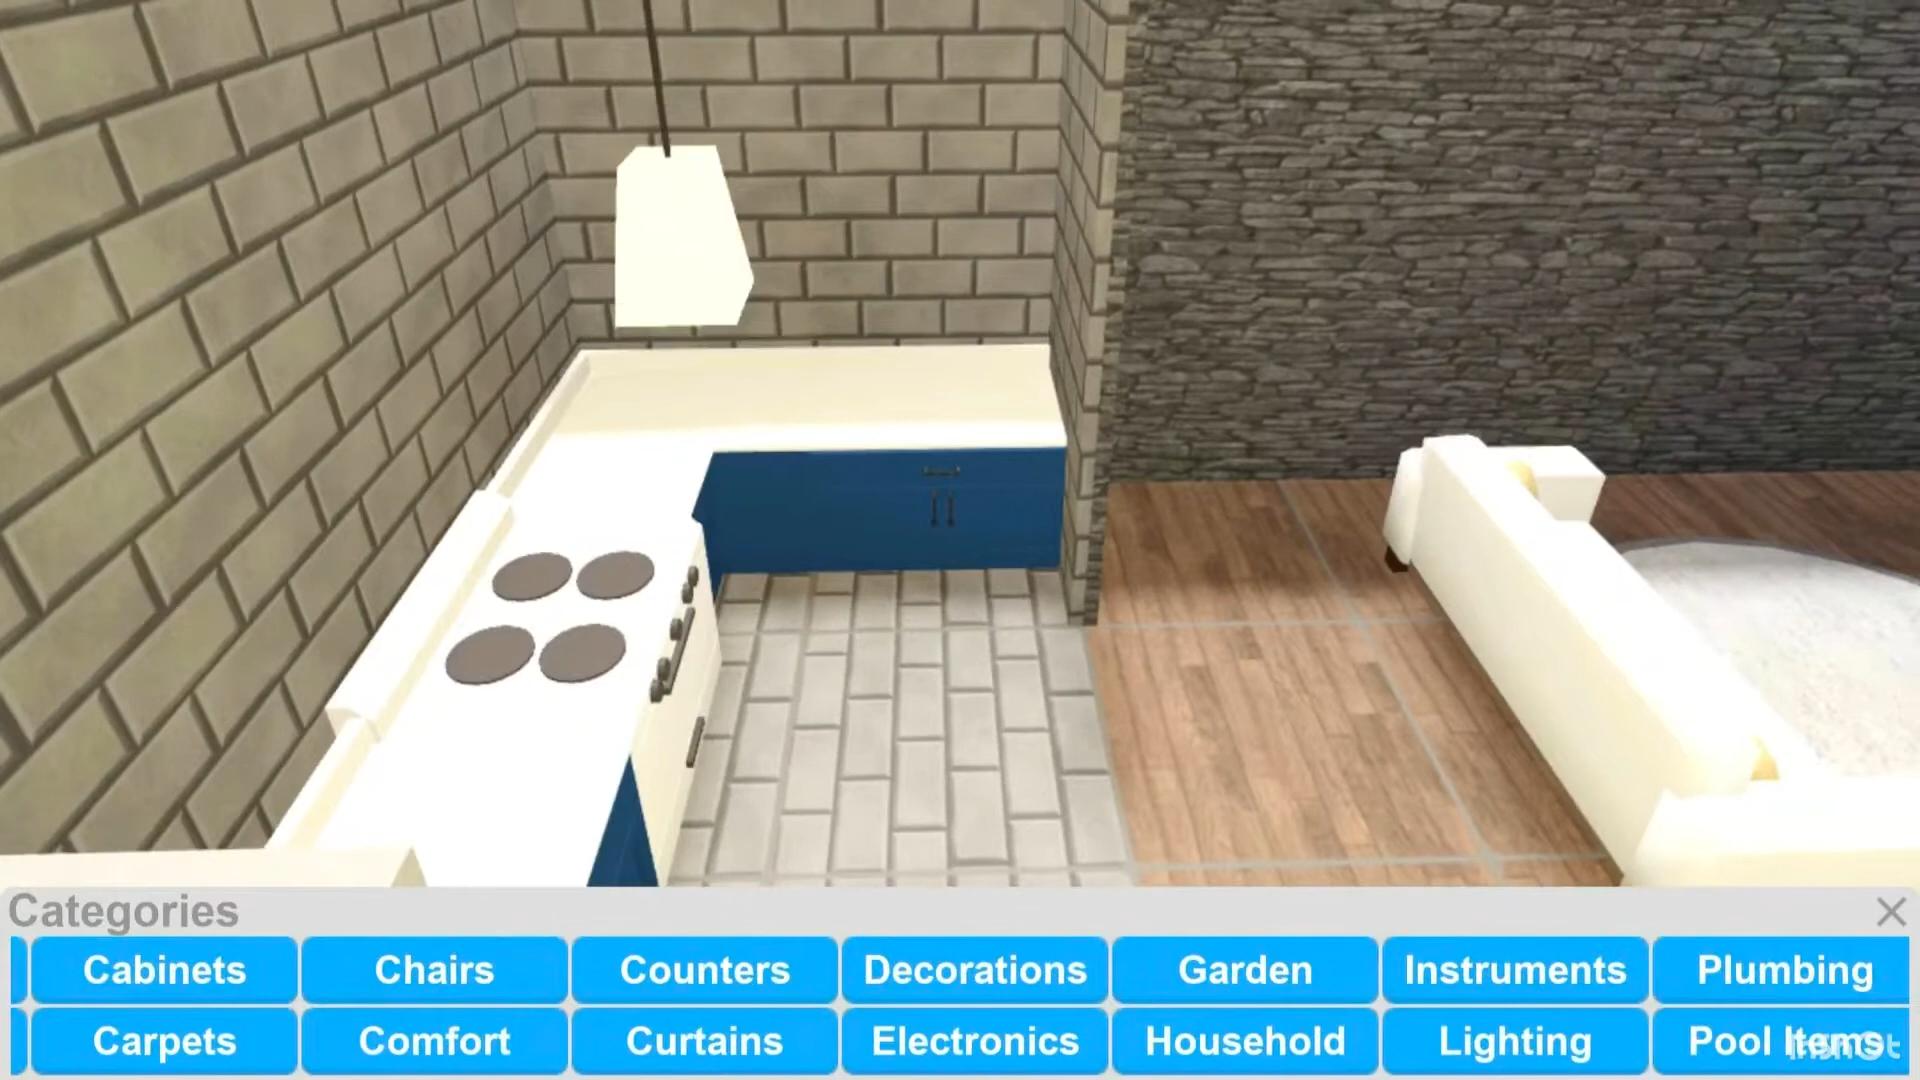 Categories
Cabinets Chairs Counters Decorations Garden Instruments Plumbing
Carpets Comfort Curtains Electronics Household Lighting Pool Items